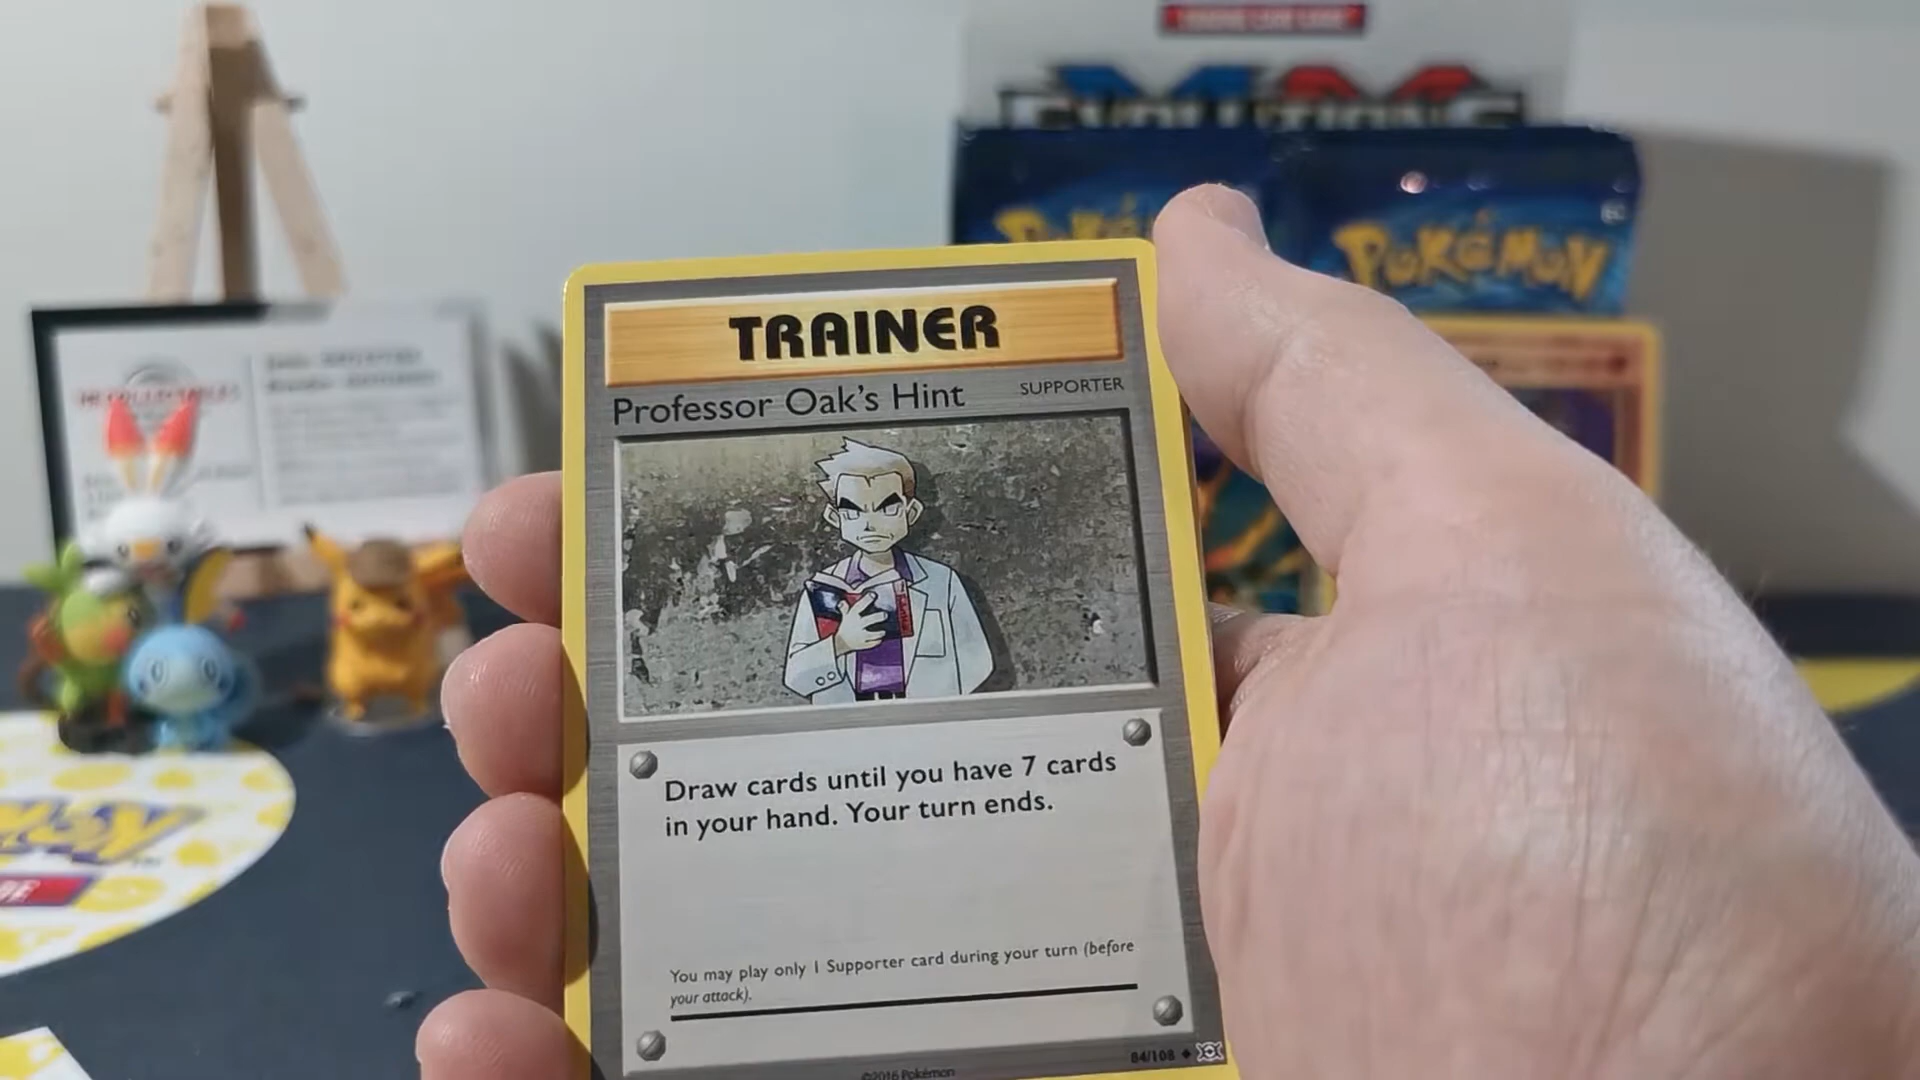 EVOLUTIONS
POKéMON
TRAINER
Professor Oak's Hint SUPPORTER
Draw cards until you have 7 cards
in your hand. Your turn ends.
You may play only 1 Supporter card during your turn (before
your attack).
84/108
©2016 Pokémon